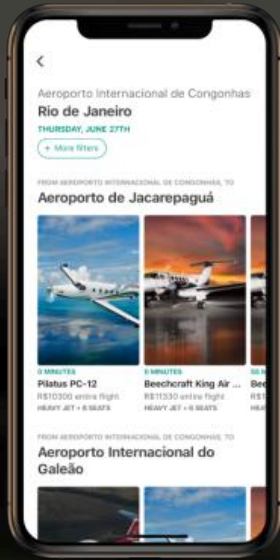 Aeroporto Internacional de Congonhas
Rio de Janeiro
THURSDAY, JUNE 27TH
+ More filters
FROM AEROPORTO INTERNACIONAL DE CONGONHAS, TO
Aeroporto de Jacarepaguá
0 MINUTES
Pilatus PC-12
R$10300 entire flight
HEAVY JET • 8 SEATS
0 MINUTES
Beechcraft King Air ...
R$11330 entire flight
HEAVY JET • 8 SEATS
FROM AEROPORTO INTERNACIONAL DE CONGONHAS, TO
Aeroporto Internacional do
Galeão